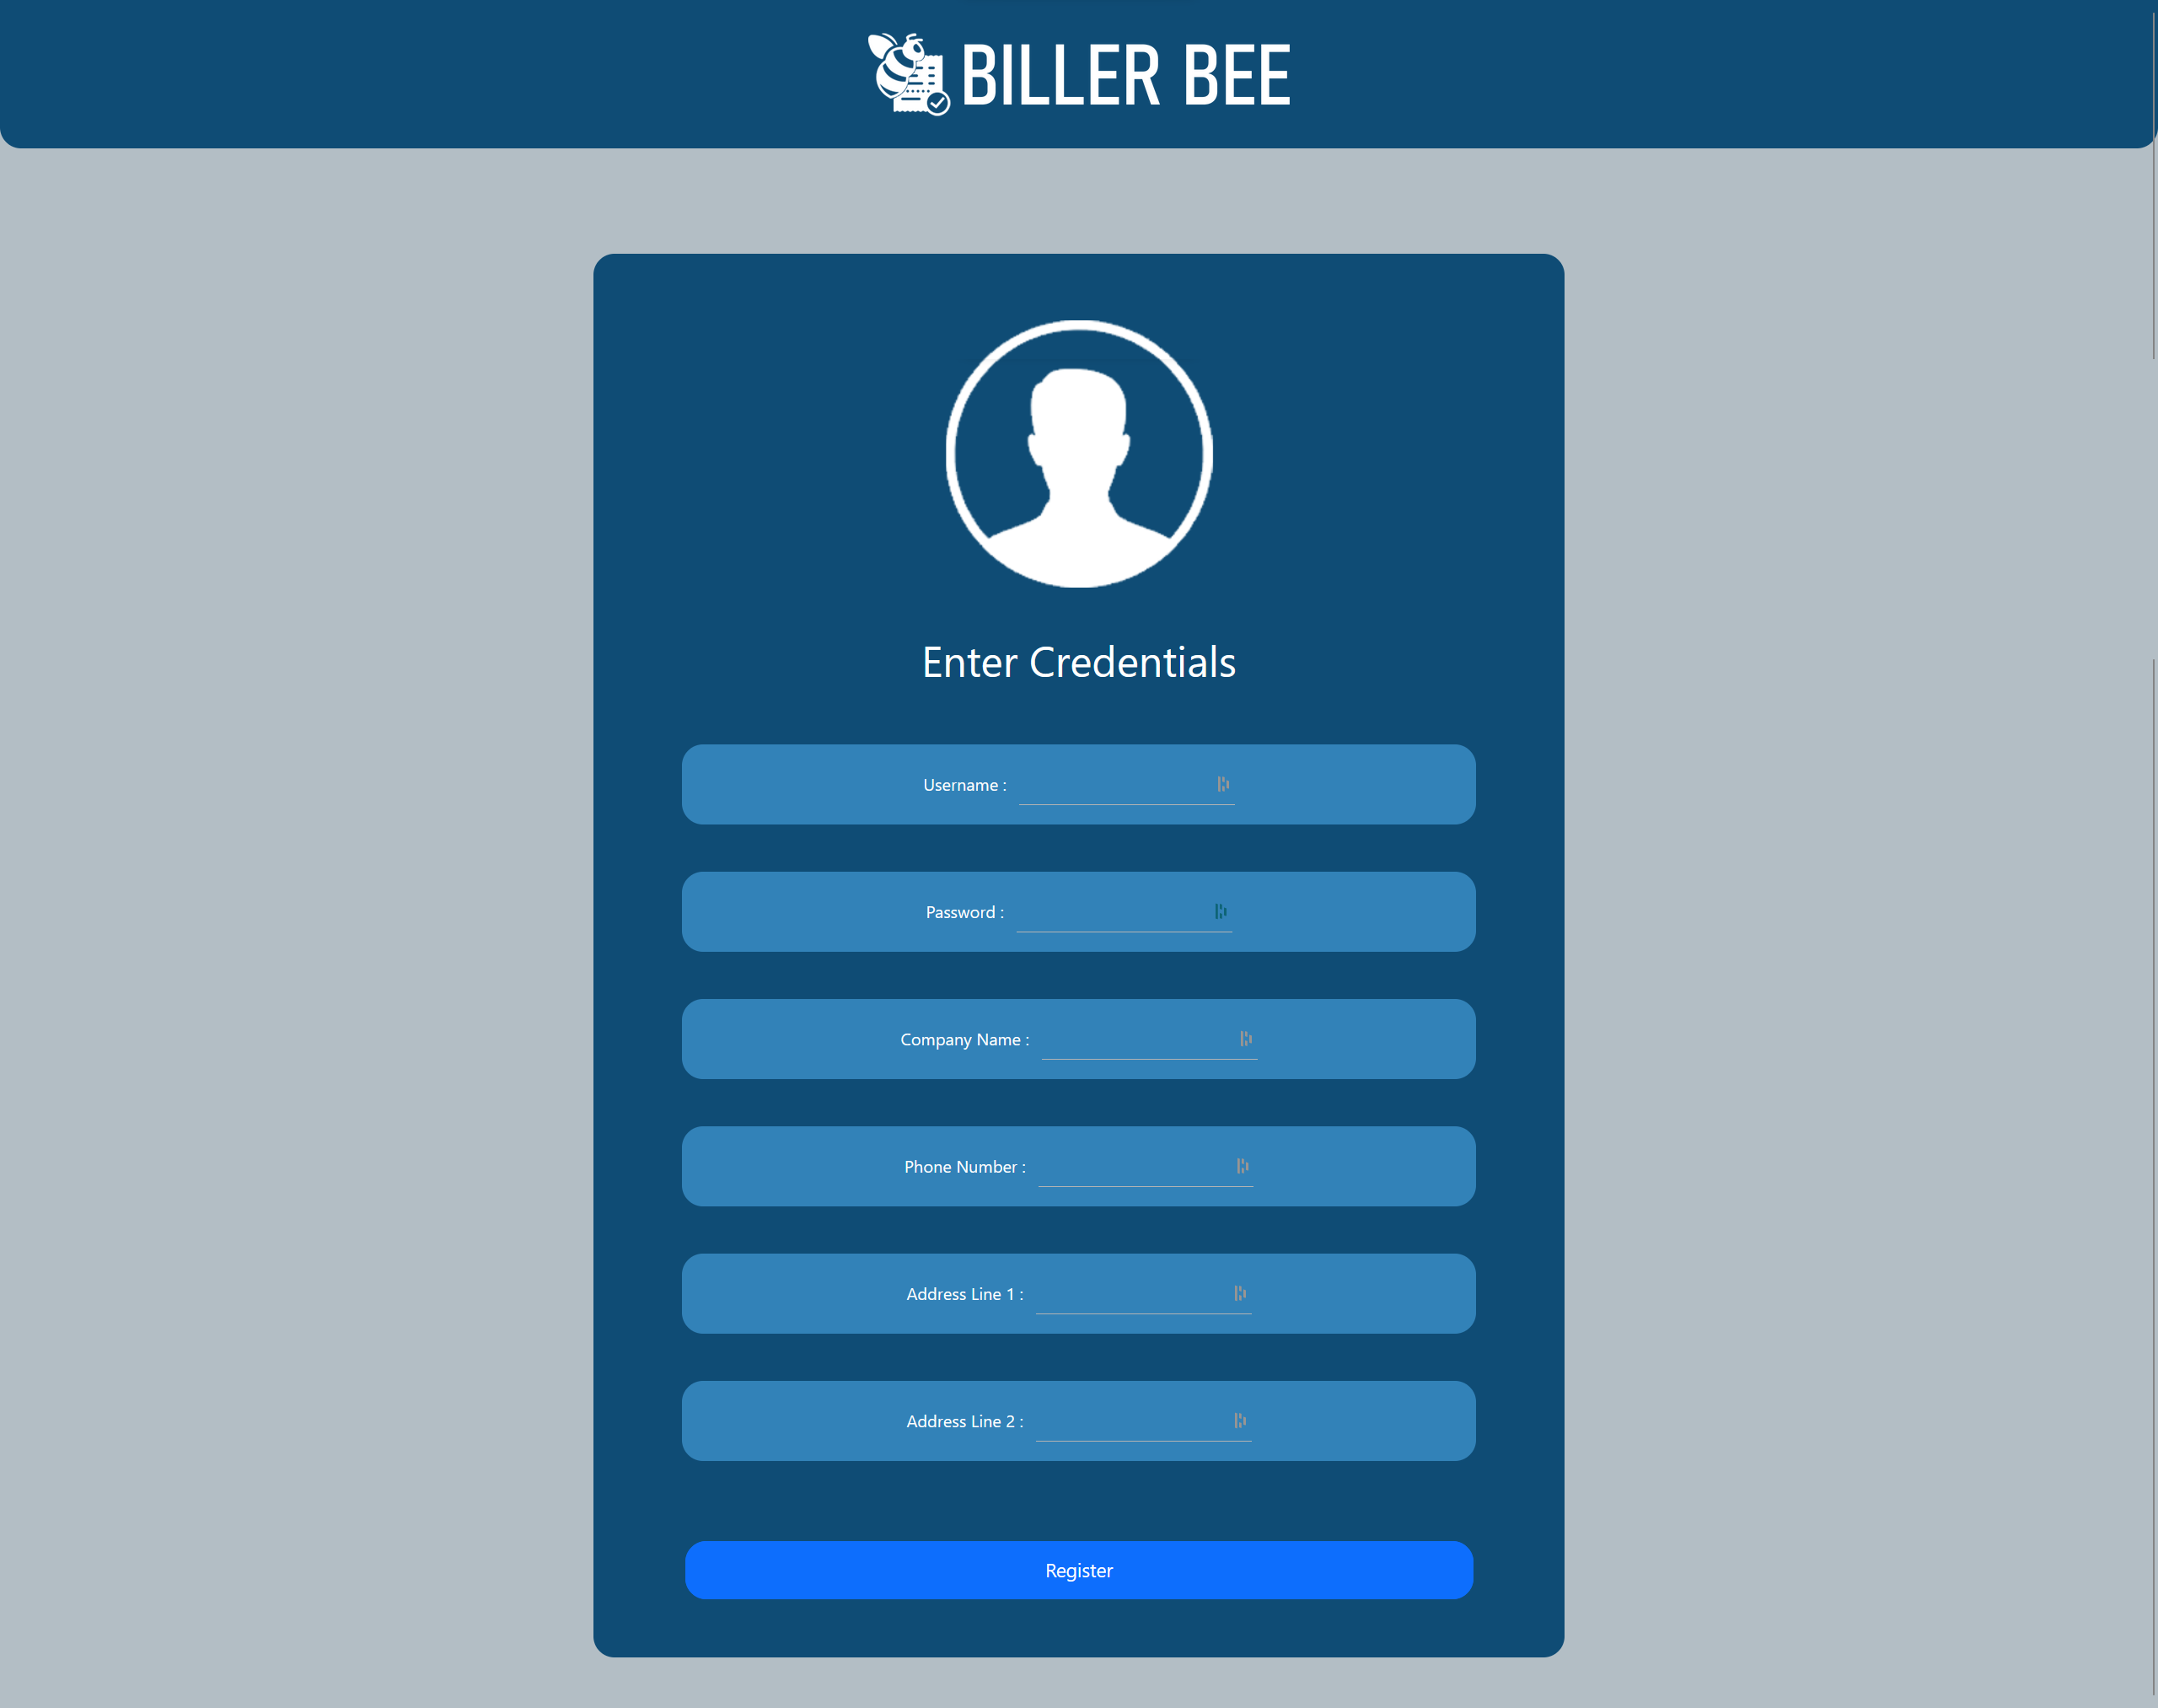 BILLER BEE
Enter Credentials
Username :
Password :
Company Name :
Phone Number :
Address Line 1 :
Address Line 2 :
Register